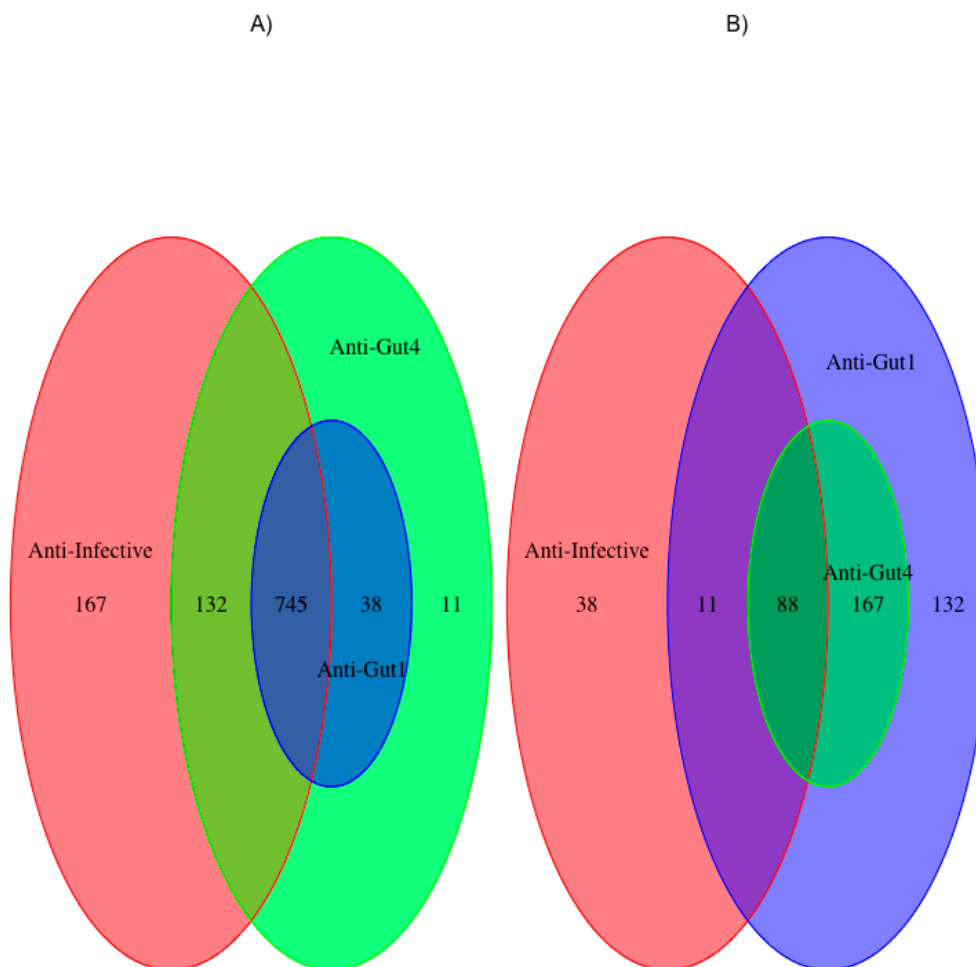 A)
B)
Anti-Gut4
Anti-Gut1
Anti-Infective
Anti-Infective
Anti-Gut4
167
132
745
38
11
38
11
88
167
132
Anti-Gut1